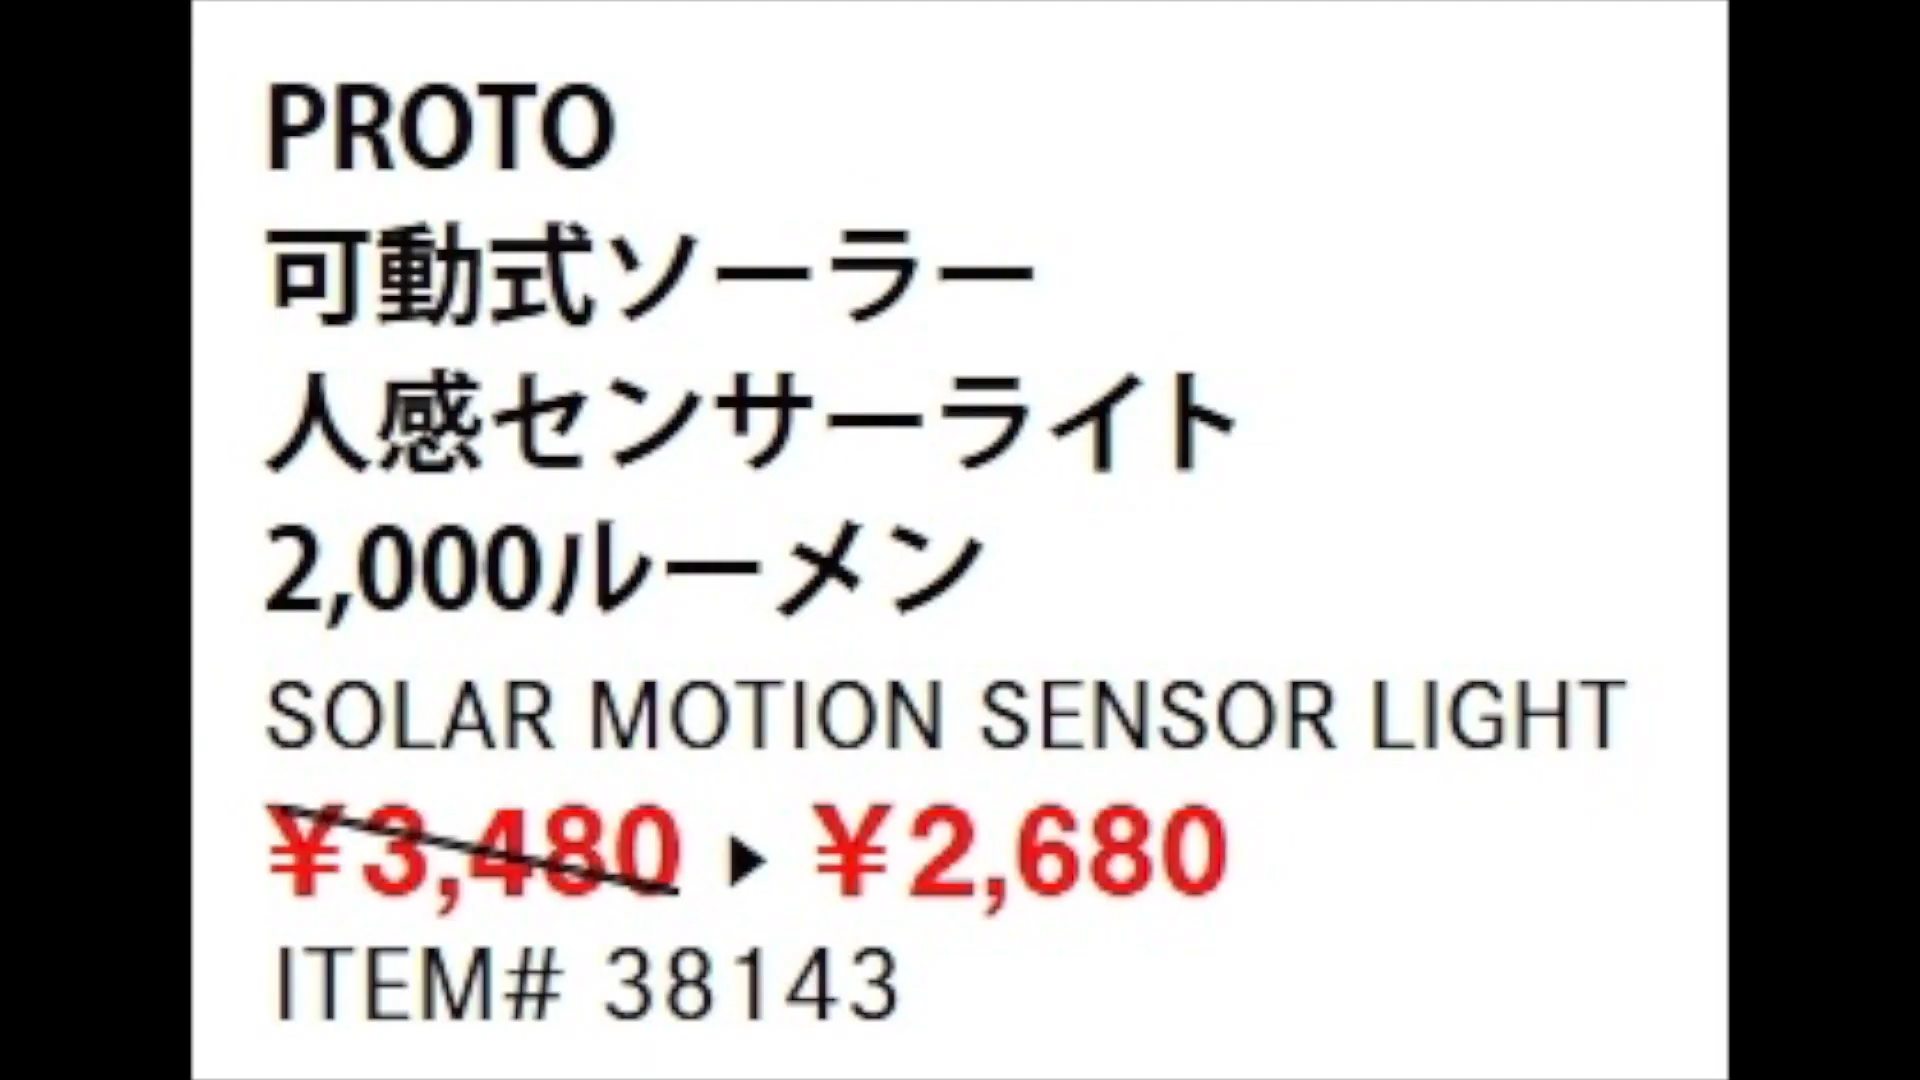 PROTO
可動式ソーラー
人感センサーライト
2,000ルーメン
SOLAR MOTION SENSOR LIGHT
¥3,480 ▶ ¥2,680
ITEM# 38143